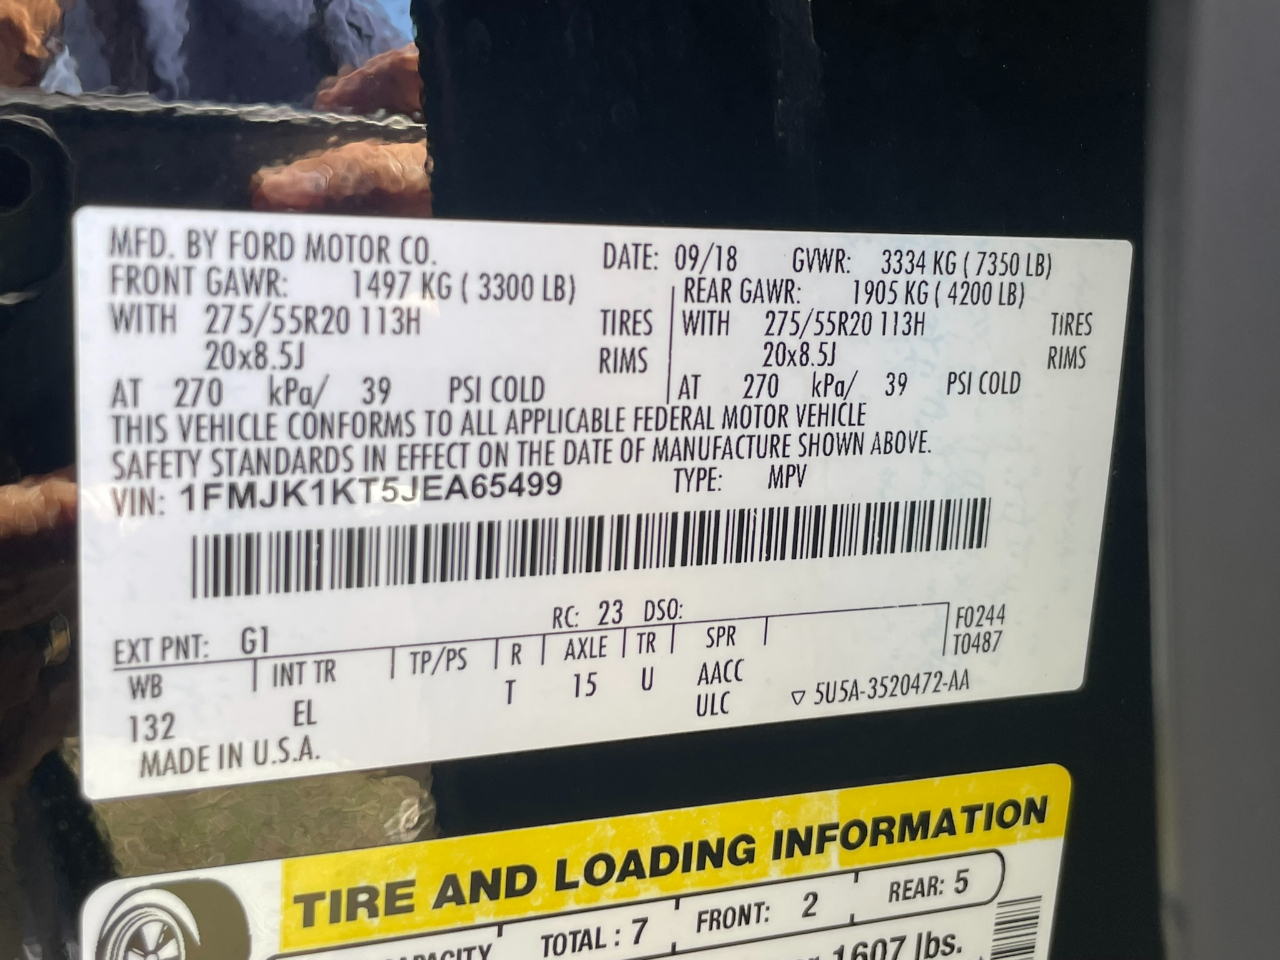 MFD. BY FORD MOTOR CO. DATE: 09/18 GVWR: 3334 KG ( 7350 LB)
FRONT GAWR: 1497 KG ( 3300 LB) REAR GAWR: 1905 KG ( 4200 LB)
WITH 275/55R20 113H TIRES WITH 275/55R20 113H TIRES
20x8.5J RIMS 20x8.5J RIMS
AT 270 kPa/ 39 PSI COLD AT 270 kPa/ 39 PSI COLD
THIS VEHICLE CONFORMS TO ALL APPLICABLE FEDERAL MOTOR VEHICLE
SAFETY STANDARDS IN EFFECT ON THE DATE OF MANUFACTURE SHOWN ABOVE.
VIN: 1FMJK1KT5JEA65499 TYPE: MPV
RC: 23 DSO: F0244
EXT PNT: G1 T0487
WB INT TR TP/PS R AXLE TR SPR
132 EL T 15 U AACC
ULC ▽ 5U5A-3520472-AA
MADE IN U.S.A.
TIRE AND LOADING INFORMATION
TOTAL : 7 FRONT: 2 REAR: 5
1607 lbs.